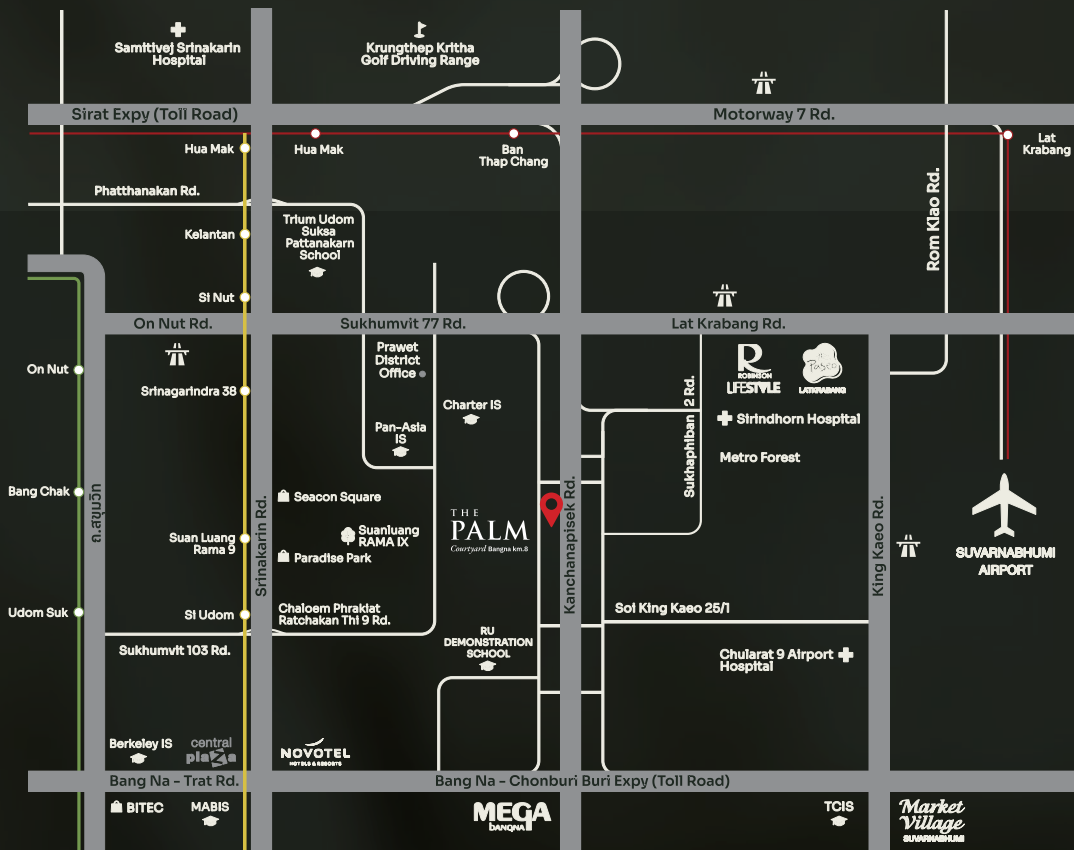 Samitivej Srinakarin
Hospital
Krungthep Kritha
Golf Driving Range
Sirat Expy (Toll Road)
Motorway 7 Rd.
Hua Mak
Hua Mak
Ban
Thap Chang
Lat
Krabang
Phatthanakan Rd.
Rom Klao Rd.
Kelantan
Trium Udom
Suksa
Pattanakarn
School
Si Nut
On Nut Rd.
Sukhumvit 77 Rd.
Lat Krabang Rd.
On Nut
Srinagarindra 38
Prawet
District
Office
Charter IS
Pan-Asia
IS
Sukhaphiban 2 Rd.
R
ROBINSON
LIFESTYLE
Paseo
LATKRABANG
Sirindhorn Hospital
Metro Forest
Bang Chak
ถ.สุขุมวิท
Suan Luang
Rama 9
Srinakarin Rd.
Seacon Square
Suanluang
RAMA IX
Paradise Park
THE
PALM
Courtyard Bangna km.8
Kanchanapisek Rd.
King Kaeo Rd.
SUVARNABHUMI
AIRPORT
Udom Suk
Si Udom
Chaloem Phrakiat
Ratchakan Thi 9 Rd.
Soi King Kaeo 25/1
Sukhumvit 103 Rd.
RU
DEMONSTRATION
SCHOOL
Chularat 9 Airport
Hospital
Berkeley IS
central
plaza
NOVOTEL
HOTELS & RESORTS
Bang Na - Trat Rd.
Bang Na - Chonburi Buri Expy (Toll Road)
BITEC
MABIS
MEGA
bangna
TCIS
Market
Village
SUVARNABHUMI